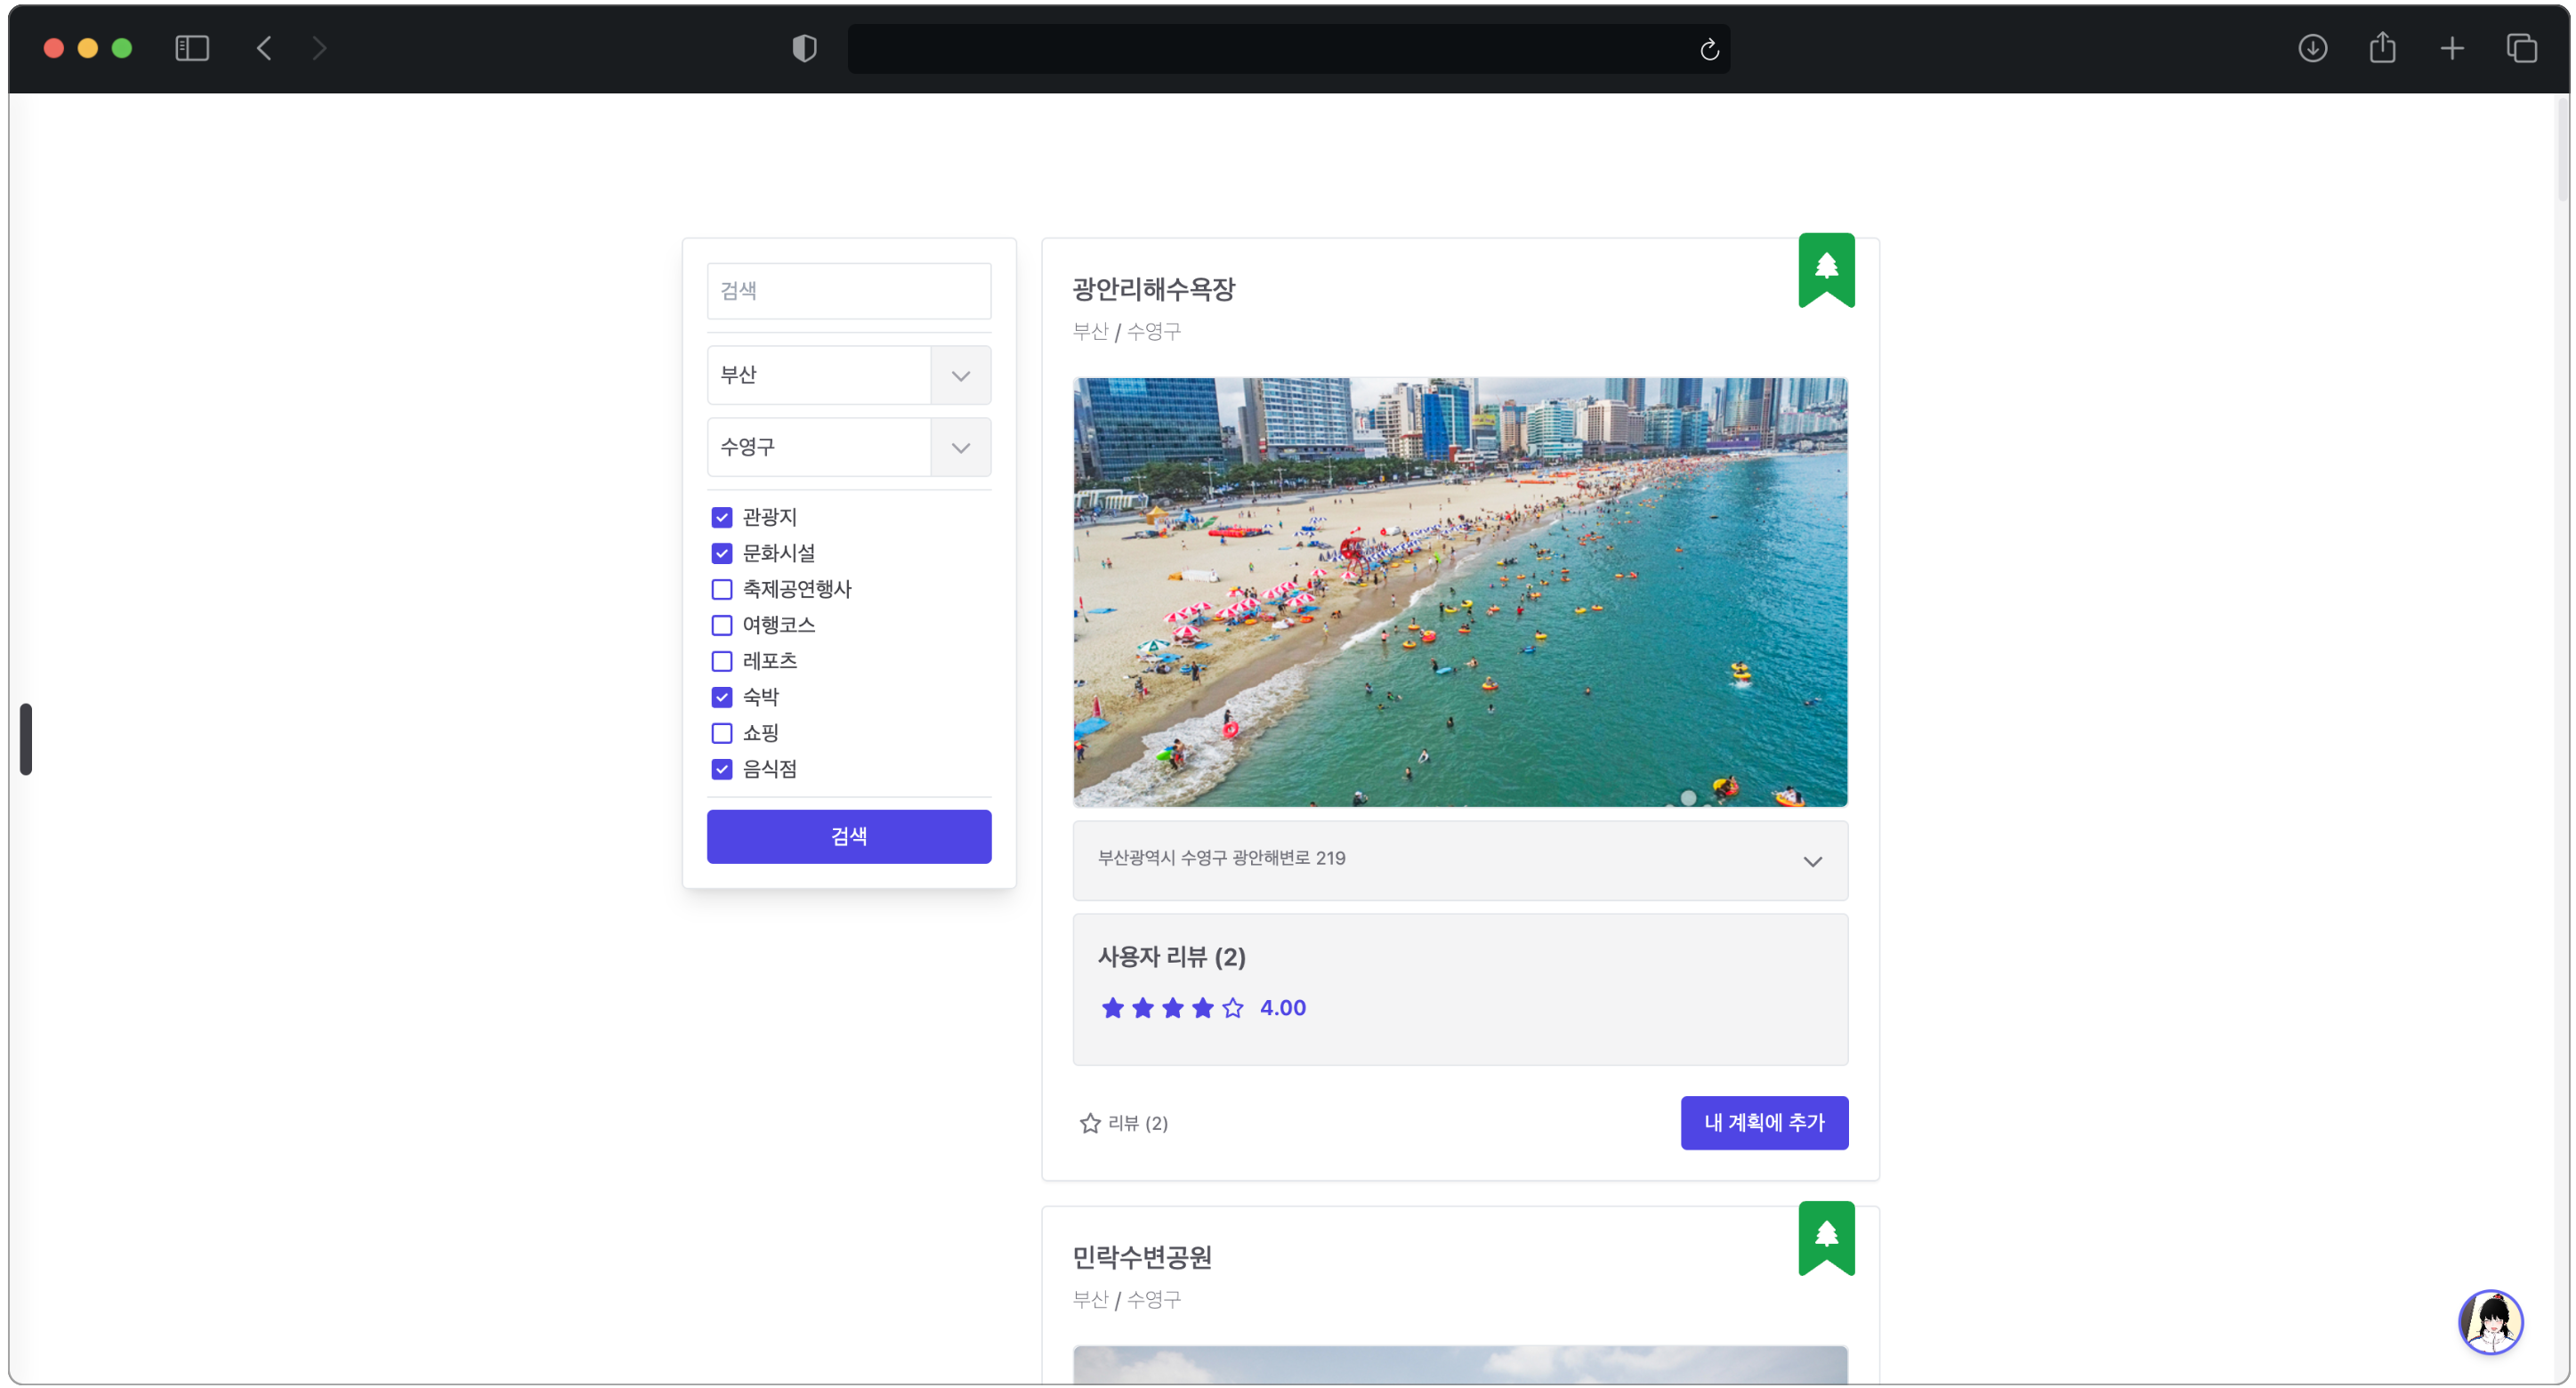 검색
부산
수영구
관광지
문화시설
축제공연행사
여행코스
레포츠
숙박
쇼핑
음식점
검색
광안리해수욕장
부산 / 수영구
부산광역시 수영구 광안해변로 219
사용자 리뷰 (2)
4.00
리뷰 (2)
내 계획에 추가
민락수변공원
부산 / 수영구